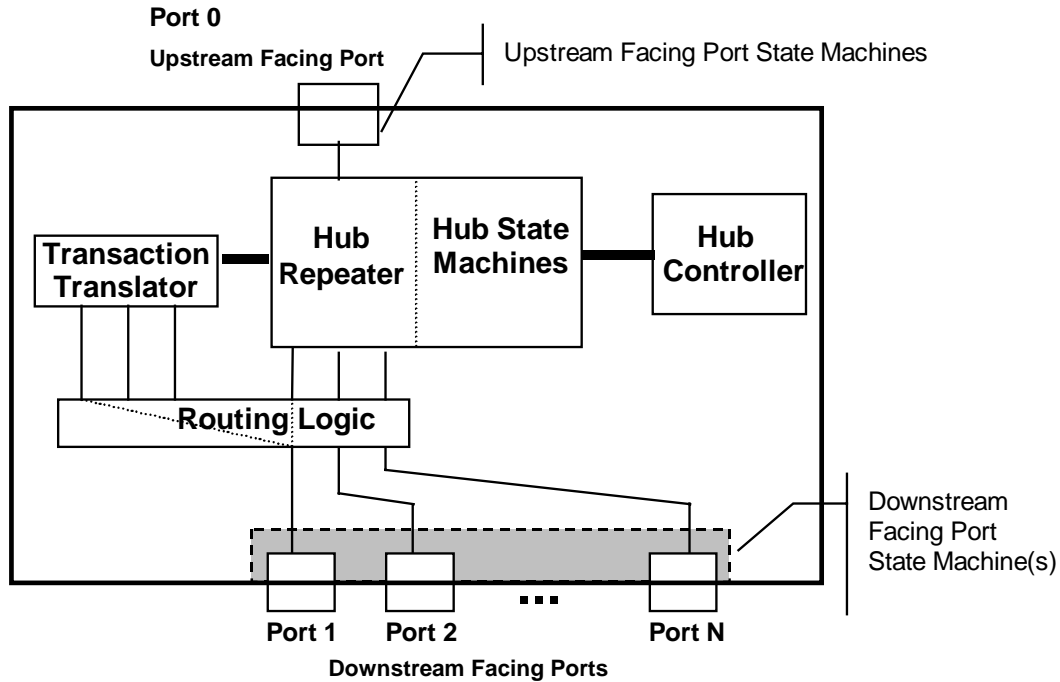 Port 0
Upstream Facing Port
Upstream Facing Port State Machines
Hub
Repeater
Hub State
Machines
Hub
Controller
Transaction
Translator
Routing Logic
Downstream
Facing Port
State Machine(s)
...
Port 1
Port 2
Port N
Downstream Facing Ports